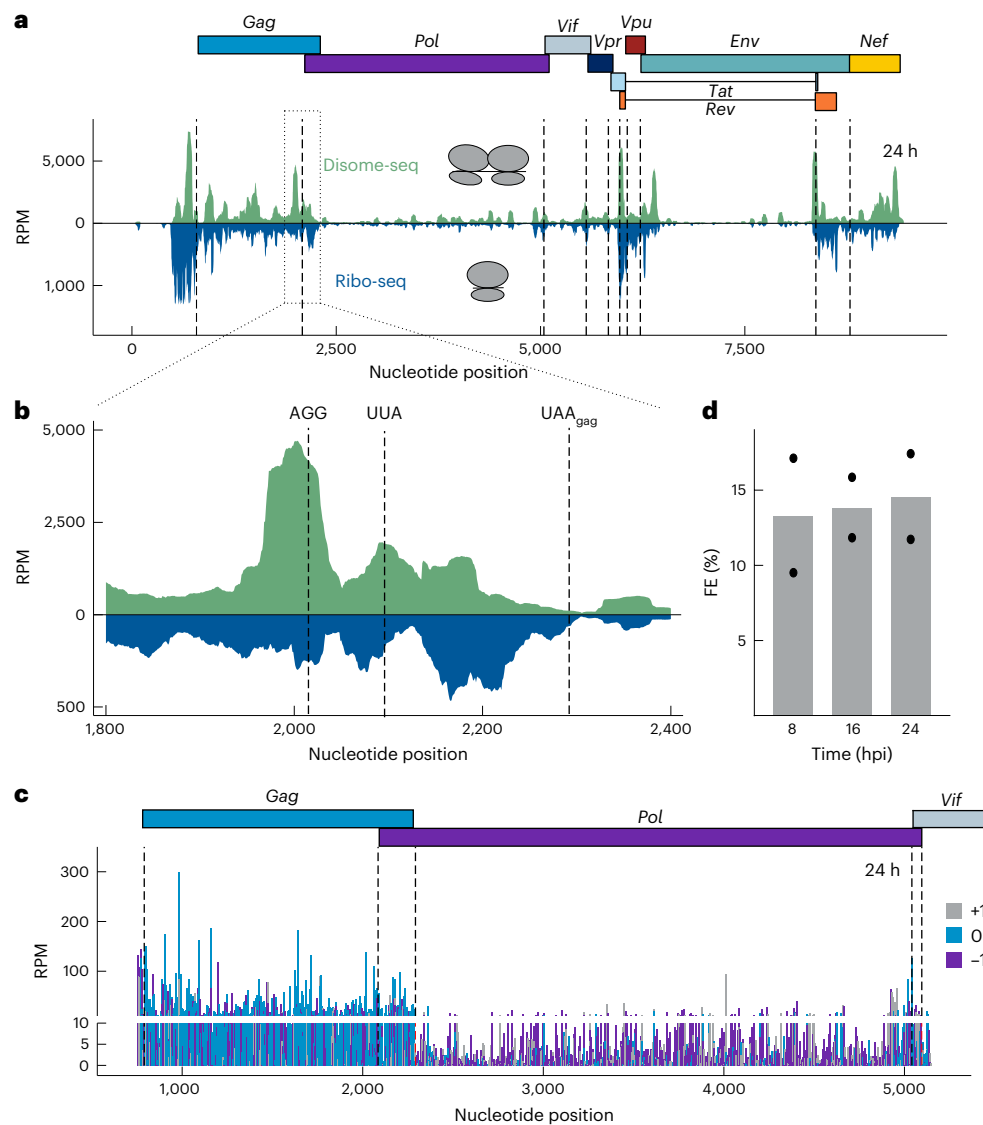 a
Gag Pol Vif Vpr Vpu Env Nef
Tat
Rev
5,000
0
1,000
RPM
Disome-seq
Ribo-seq
24 h
0 2,500 5,000 7,500
Nucleotide position
b
AGG UUA UAAgag
5,000
2,500
0
500
RPM
1,800 2,000 2,200 2,400
Nucleotide position
d
15
10
5
FE (%)
8 16 24
Time (hpi)
c
Gag Pol Vif
24 h
300
200
100
10
5
0
RPM
+1
0
−1
1,000 2,000 3,000 4,000 5,000
Nucleotide position